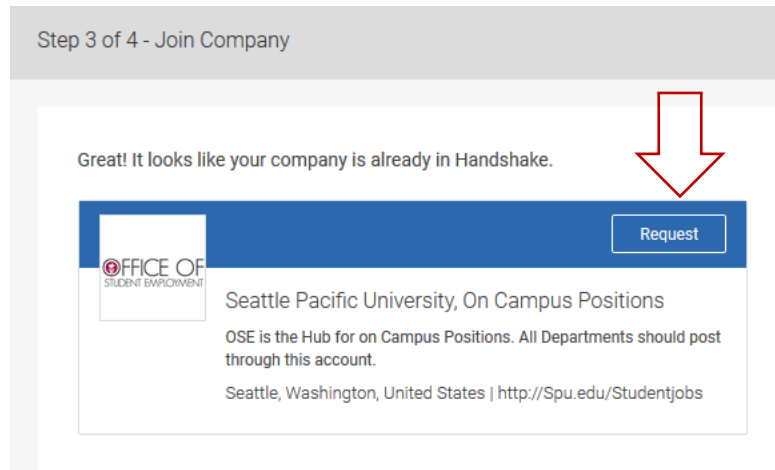 Step 3 of 4 - Join Company
Great! It looks like your company is already in Handshake.
Request
OFFICE OF
STUDENT EMPLOYMENT
Seattle Pacific University, On Campus Positions
OSE is the Hub for on Campus Positions. All Departments should post
through this account.
Seattle, Washington, United States | http://Spu.edu/Studentjobs